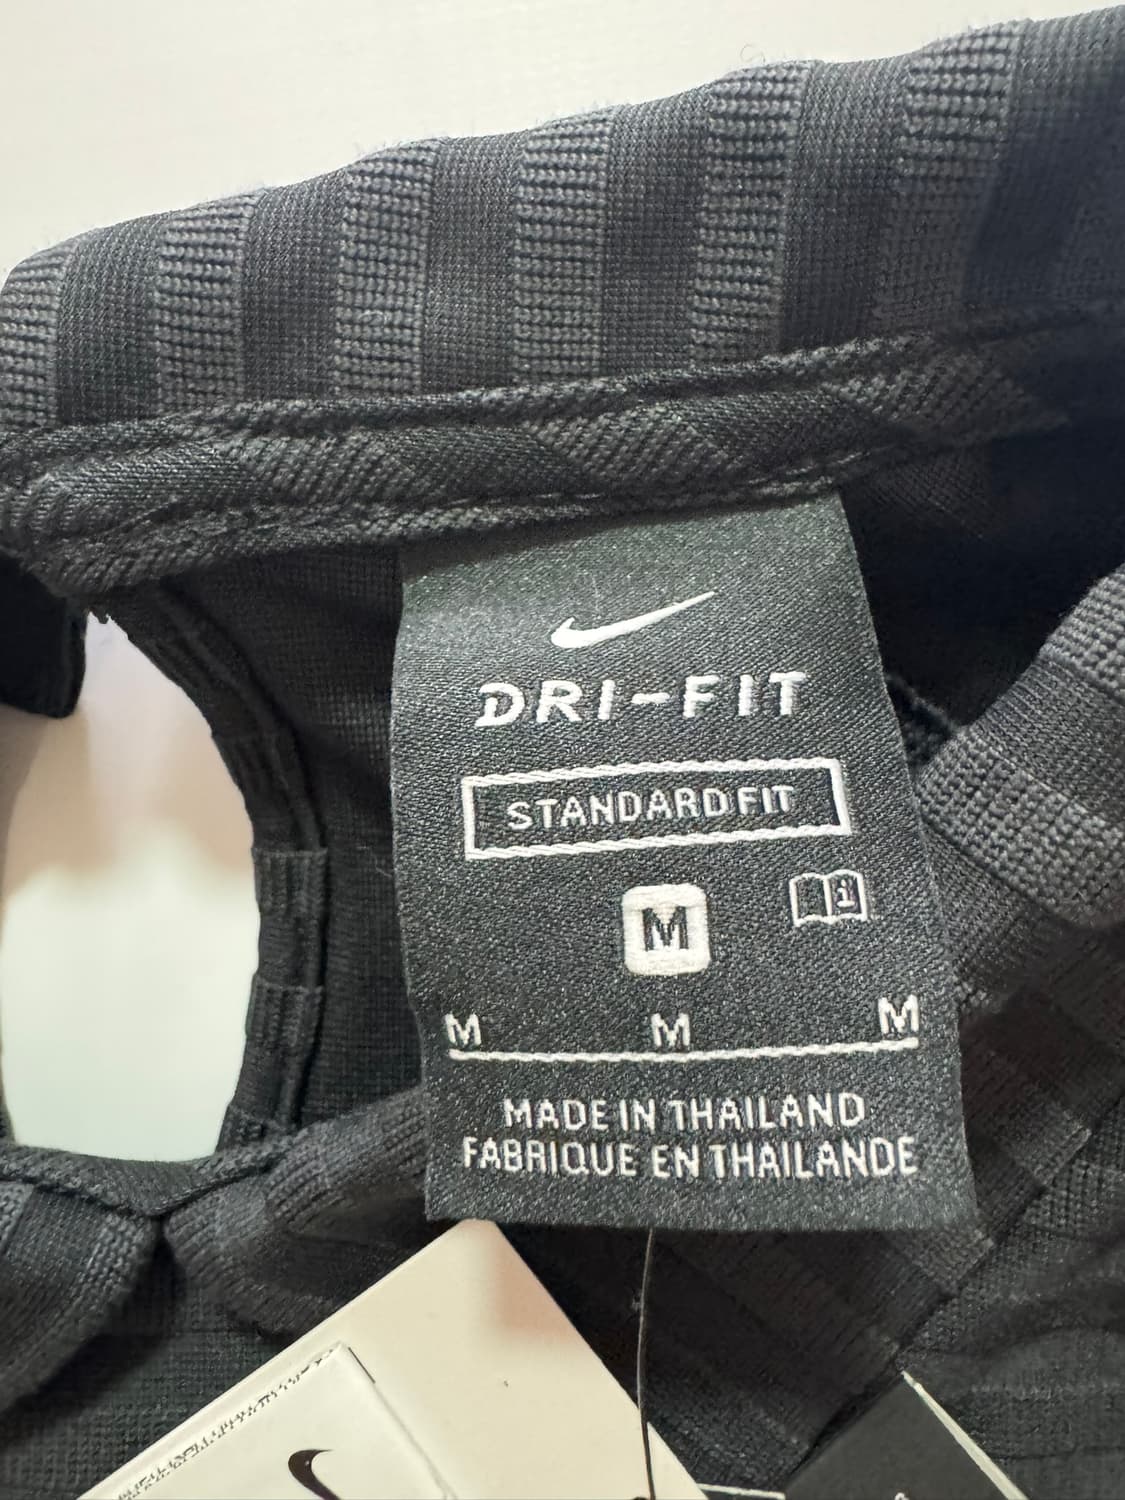 DRI-FIT
STANDARD FIT
M
i
M M M
MADE IN THAILAND
FABRIQUE EN THAILANDE